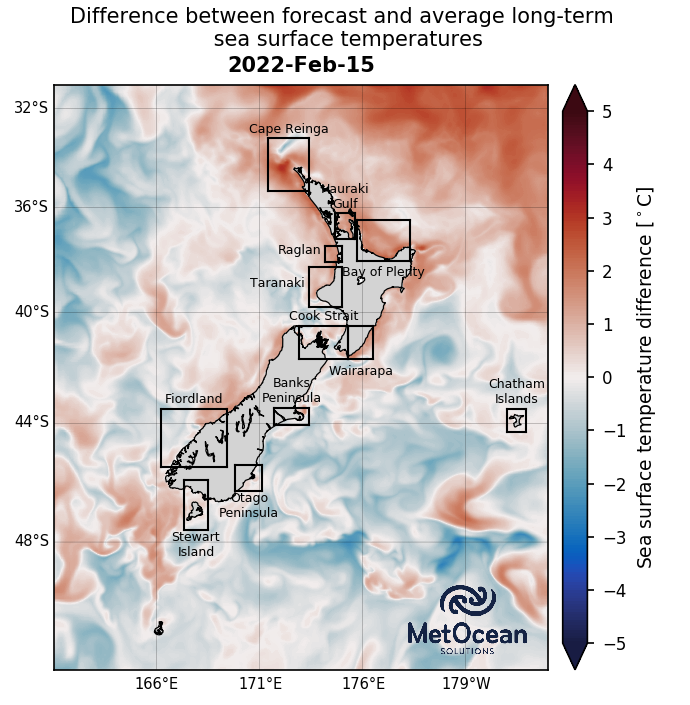 Difference between forecast and average long-term
sea surface temperatures
2022-Feb-15
32°S
36°S
40°S
44°S
48°S
166°E
171°E
176°E
179°W
Cape Reinga
Hauraki
Gulf
Raglan
Bay of Plenty
Taranaki
Cook Strait
Wairarapa
Banks
Peninsula
Fiordland
Chatham
Islands
Otago
Peninsula
Stewart
Island
MetOcean
SOLUTIONS
5
4
3
2
1
0
−1
−2
−3
−4
−5
Sea surface temperature difference [°C]